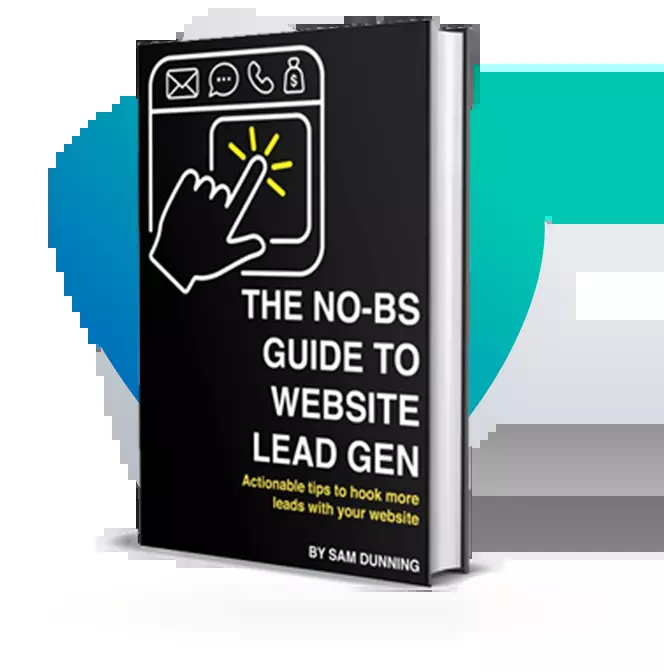 $
THE NO-BS
GUIDE TO
WEBSITE
LEAD GEN
Actionable tips to hook more
leads with your website
BY SAM DUNNING